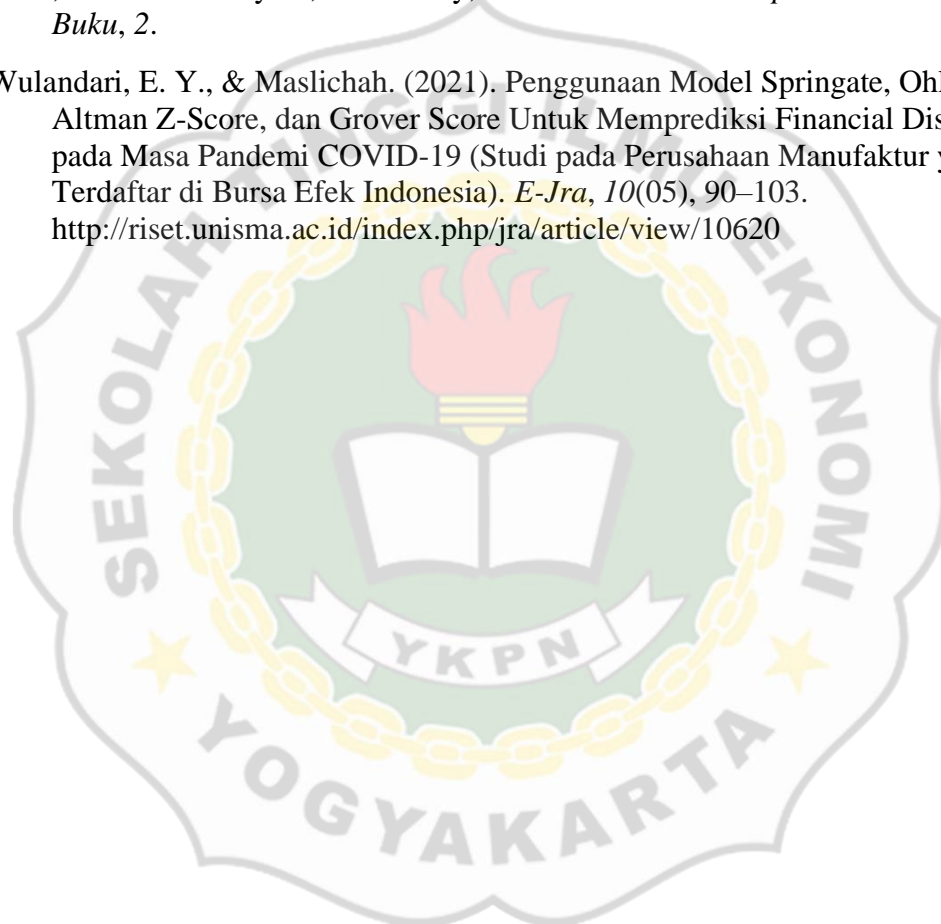 Buku, 2.
Wulandari, E. Y., & Maslichah. (2021). Penggunaan Model Springate,
Altman Z-Score, dan Grover Score Untuk Memprediksi Financial
pada Masa Pandemi COVID-19 (Studi pada Perusahaan Manufaktur
Terdaftar di Bursa Efek Indonesia). E-Jra, 10(05), 90–103.
http://riset.unisma.ac.id/index.php/jra/article/view/10620
SEKOLAH TINGGI ILMU EKONOMI
YKPN
YOGYAKARTA